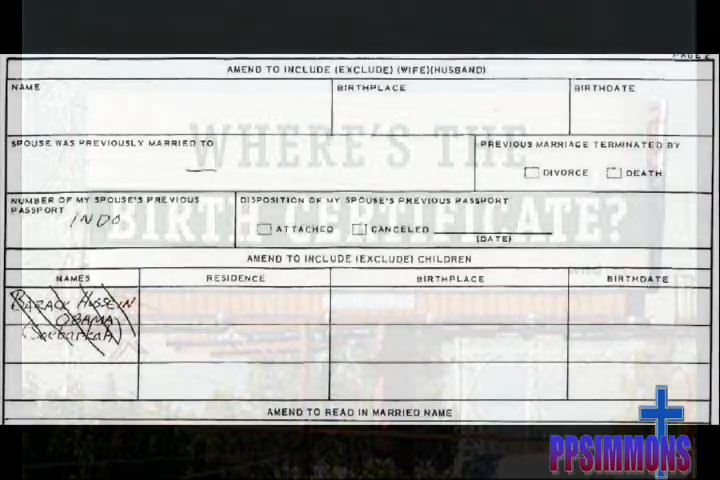 PAGE 2
AMEND TO INCLUDE (EXCLUDE) (WIFE)(HUSBAND)
NAME
BIRTHPLACE
BIRTHDATE
WHERE'S THE
SPOUSE WAS PREVIOUSLY MARRIED TO
PREVIOUS MARRIAGE TERMINATED BY
DIVORCE
DEATH
BIRTH CERTIFICATE?
NUMBER OF MY SPOUSE'S PREVIOUS
PASSPORT
INDO
DISPOSITION OF MY SPOUSE'S PREVIOUS PASSPORT
ATTACHED
CANCELED
(DATE)
AMEND TO INCLUDE (EXCLUDE) CHILDREN
NAMES
RESIDENCE
BIRTHPLACE
BIRTHDATE
BARACK HUSSEIN
OBAMA
(SOEBARKAH)
AMEND TO READ IN MARRIED NAME
PPSIMMONS